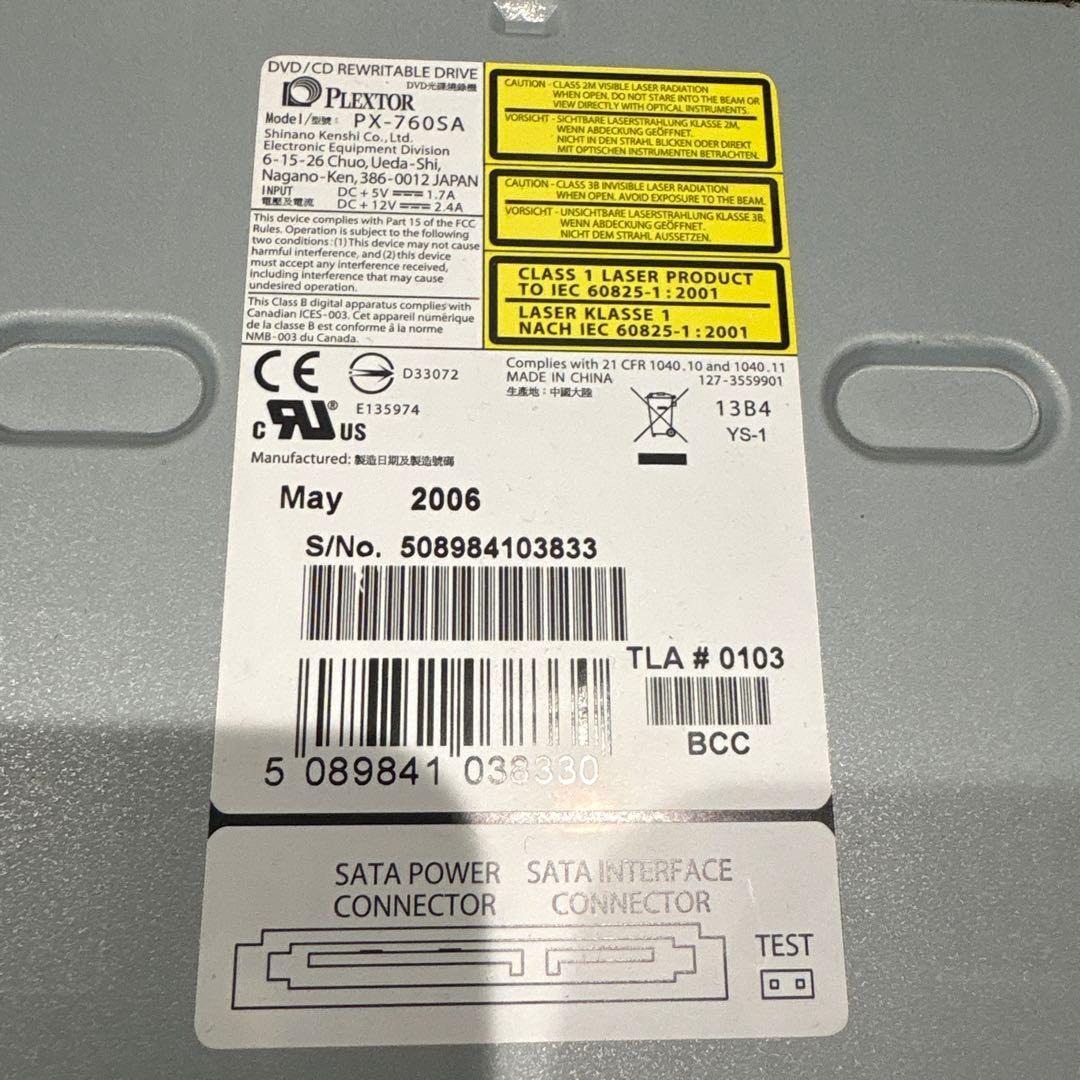 DVD/CD REWRITABLE DRIVE
DVD光碟燒錄機
PLEXTOR
Model/型號: PX-760SA
Shinano Kenshi Co., Ltd.
Electronic Equipment Division
6-15-26 Chuo, Ueda-Shi,
Nagano-Ken, 386-0012 JAPAN
INPUT DC+5V 1.7A
電壓及電流 DC+12V 2.4A
This device complies with Part 15 of the FCC
Rules. Operation is subject to the following
two conditions: (1) This device may not cause
harmful interference, and (2) this device
must accept any interference received,
including interference that may cause
undesired operation.
This Class B digital apparatus complies with
Canadian ICES-003. Cet appareil numérique
de la classe B est conforme à la norme
NMB-003 du Canada.
CAUTION - CLASS 2M VISIBLE LASER RADIATION
WHEN OPEN. DO NOT STARE INTO THE BEAM OR
VIEW DIRECTLY WITH OPTICAL INSTRUMENTS.
VORSICHT - SICHTBARE LASERSTRAHLUNG KLASSE 2M,
WENN ABDECKUNG GEÖFFNET.
NICHT IN DEN STRAHL BLICKEN ODER DIREKT
MIT OPTISCHEN INSTRUMENTEN BETRACHTEN.
CAUTION - CLASS 3B INVISIBLE LASER RADIATION
WHEN OPEN. AVOID EXPOSURE TO THE BEAM.
VORSICHT - UNSICHTBARE LASERSTRAHLUNG KLASSE 3B,
WENN ABDECKUNG GEÖFFNET.
NICHT DEM STRAHL AUSSETZEN.
CLASS 1 LASER PRODUCT
TO IEC 60825-1:2001
LASER KLASSE 1
NACH IEC 60825-1:2001
CE D33072
c RU ® US E135974
Complies with 21 CFR 1040.10 and 1040.11
MADE IN CHINA 127-3559901
生產地:中國大陸
13B4
YS-1
Manufactured: 製造日期及製造號碼
May 2006
S/No. 508984103833
TLA # 0103
BCC
5 089841 038330
SATA POWER CONNECTOR
SATA INTERFACE CONNECTOR
TEST